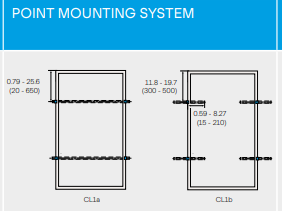 POINT MOUNTING SYSTEM
0.79 - 25.6
(20 - 650)
11.8 - 19.7
(300 - 500)
0.59 - 8.27
(15 - 210)
CL1a
CL1b